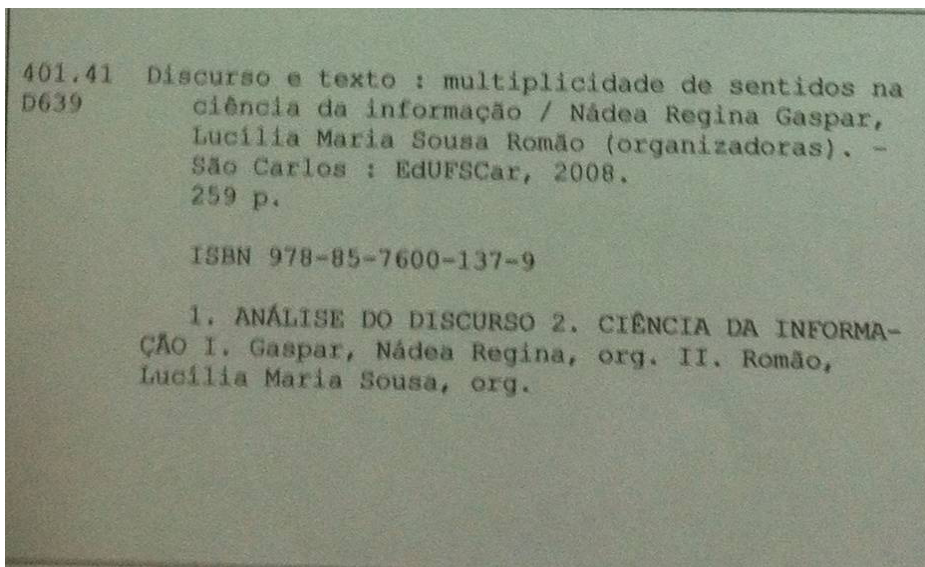 401.41 Discurso e texto : multiplicidade de sentidos na
D639 ciência da informação / Nádea Regina Gaspar,
Lucília Maria Sousa Romão (organizadoras). -
São Carlos : EdUFSCar, 2008.
259 p.
ISBN 978-85-7600-137-9
1. ANÁLISE DO DISCURSO 2. CIÊNCIA DA INFORMA-
ÇÃO I. Gaspar, Nádea Regina, org. II. Romão,
Lucília Maria Sousa, org.